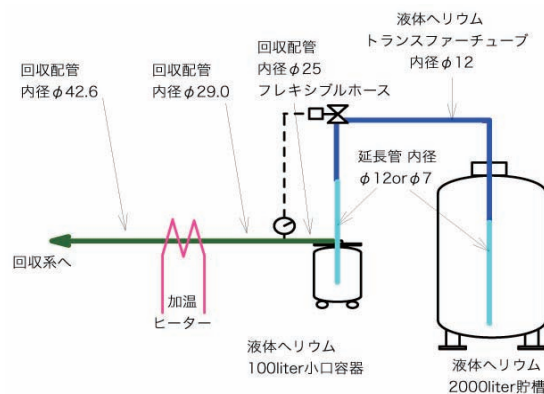 液体ヘリウム
トランスファーチューブ
内径φ12
回収配管
内径φ25
フレキシブルホース
回収配管
内径φ29.0
回収配管
内径φ42.6
延長管 内径
φ12orφ7
回収系へ
加温
ヒーター
液体ヘリウム
100liter小口容器
液体ヘリウム
2000liter貯槽